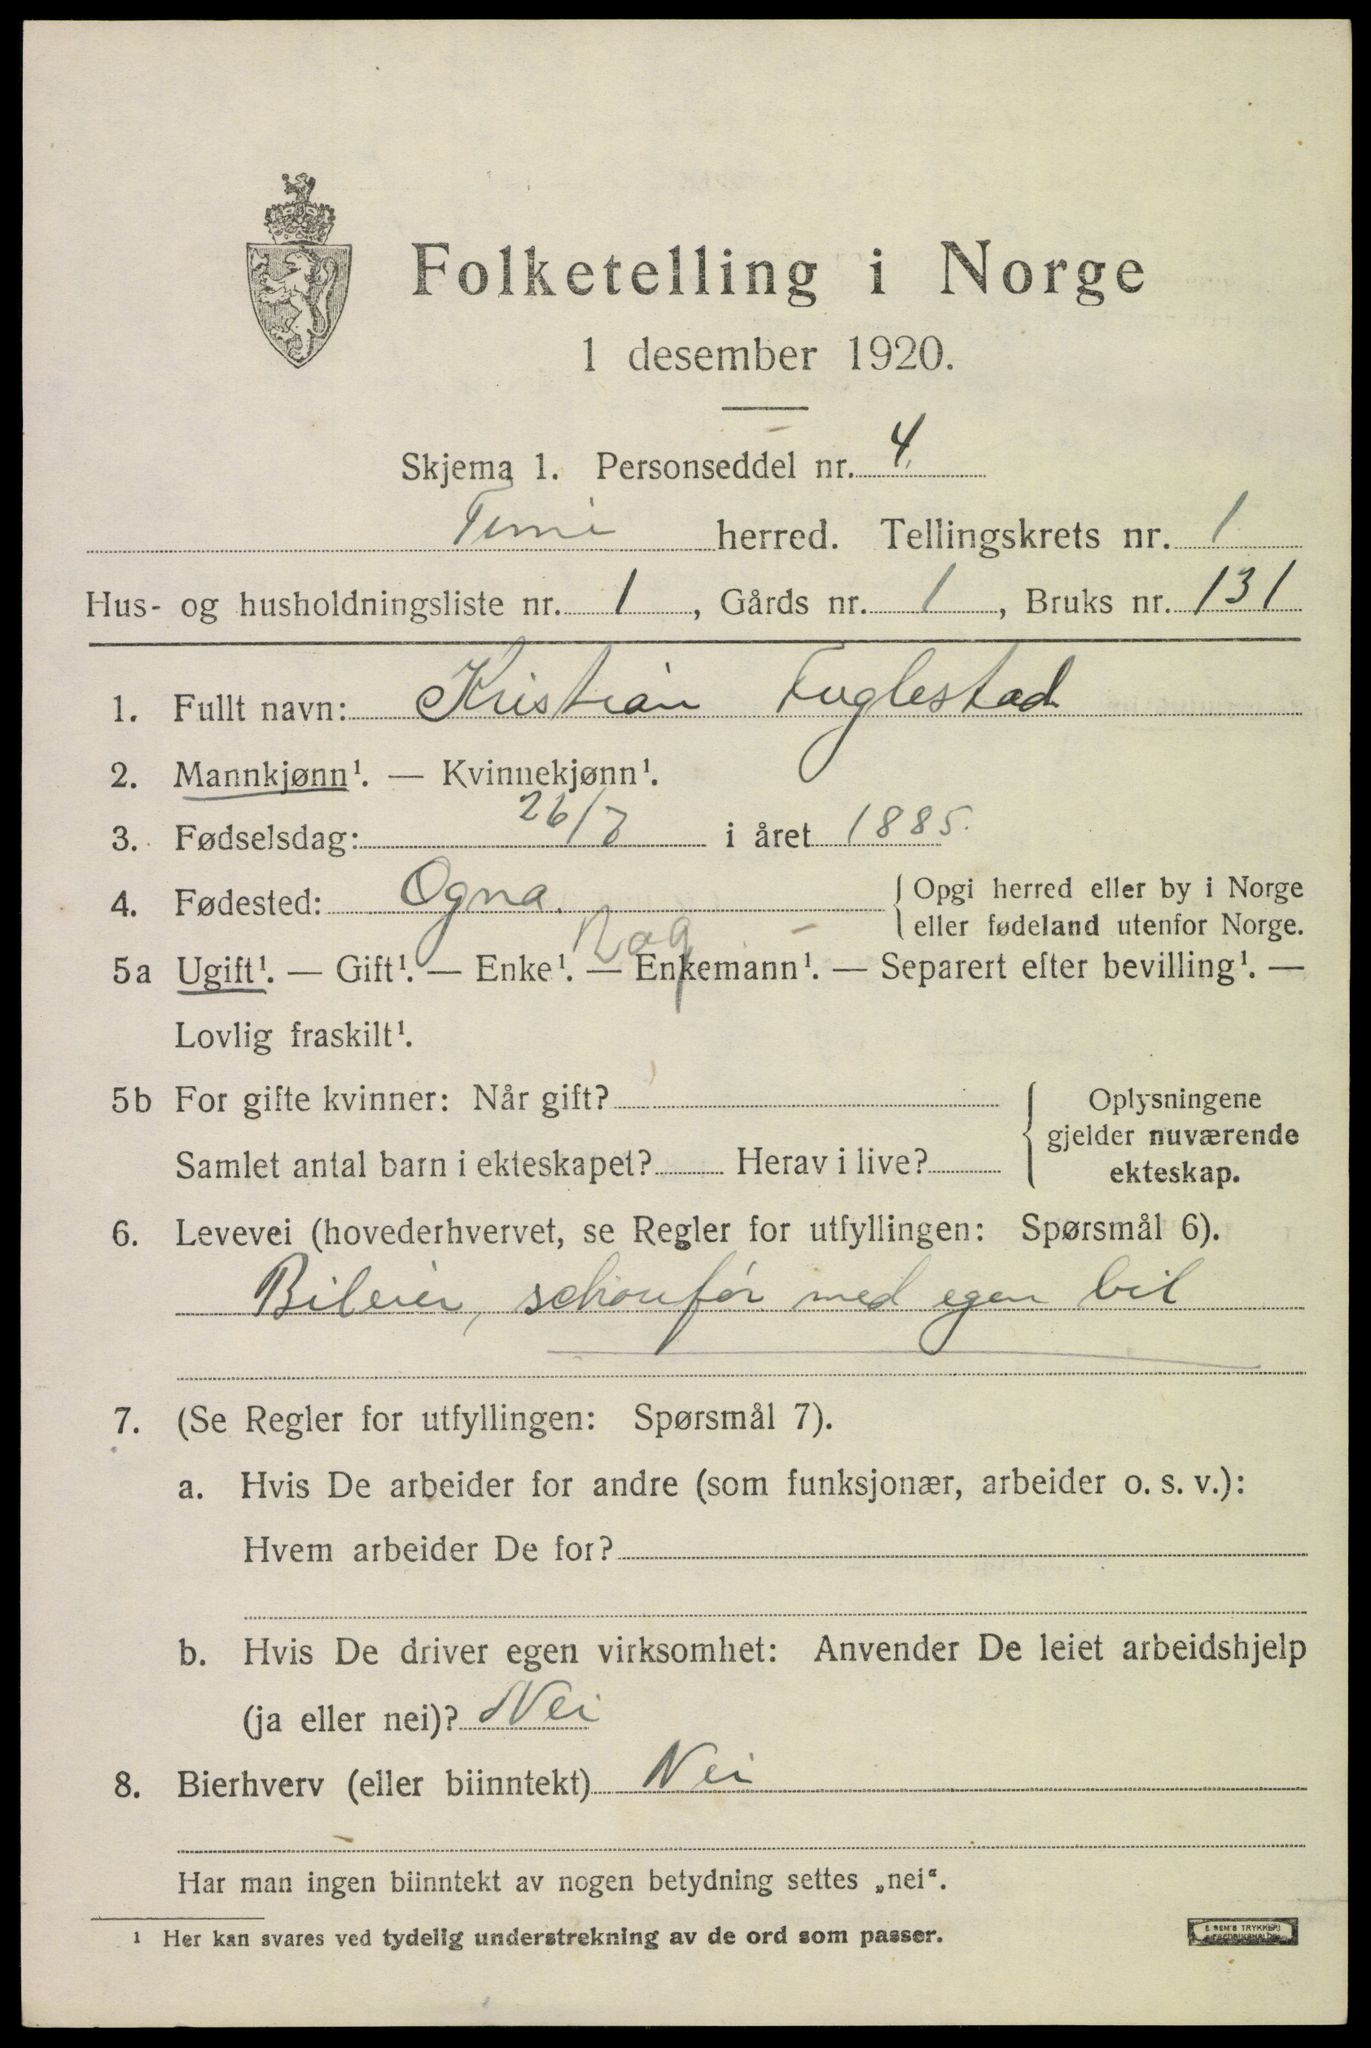 Folketelling i Norge
1 desember 1920.
Skjema 1. Personseddel nr. 4
Time herred. Tellingskrets nr. 1
Hus- og husholdningsliste nr. 1, Gårds nr. 1, Bruks nr. 131
1. Fullt navn: Kristian Fuglestad
2. Mannkjønn¹. — Kvinnekjønn¹.
3. Fødselsdag: 26/8 i året 1885.
4. Fødested: Ogna. Opgi herred eller by i Norge
eller fødeland utenfor Norge.
Rog
5a Ugift¹. — Gift¹. — Enke¹. — Enkemann¹. — Separert efter bevilling¹. —
Lovlig fraskilt¹.
5b For gifte kvinner: Når gift?
Samlet antal barn i ekteskapet? Herav i live?
Oplysningene
gjelder nuværende
ekteskap.
6. Levevei (hovederhvervet, se Regler for utfyllingen: Spørsmål 6).
Bileier, schoufør med egen bil
7. (Se Regler for utfyllingen: Spørsmål 7).
a. Hvis De arbeider for andre (som funksjonær, arbeider o. s. v.):
Hvem arbeider De for?
b. Hvis De driver egen virksomhet: Anvender De leiet arbeidshjelp
(ja eller nei)? Nei
8. Bierhverv (eller biinntekt) Nei
Har man ingen biinntekt av nogen betydning settes „nei“.
¹ Her kan svares ved tydelig understrekning av de ord som passer.